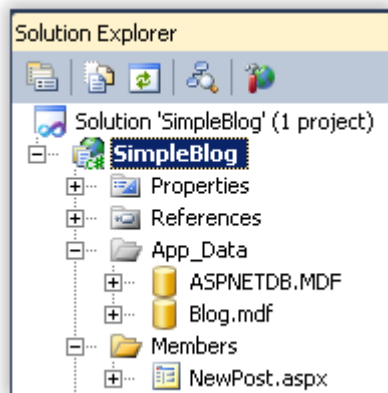 Solution Explorer
Solution 'SimpleBlog' (1 project)
SimpleBlog
Properties
References
App_Data
ASPNETDB.MDF
Blog.mdf
Members
NewPost.aspx